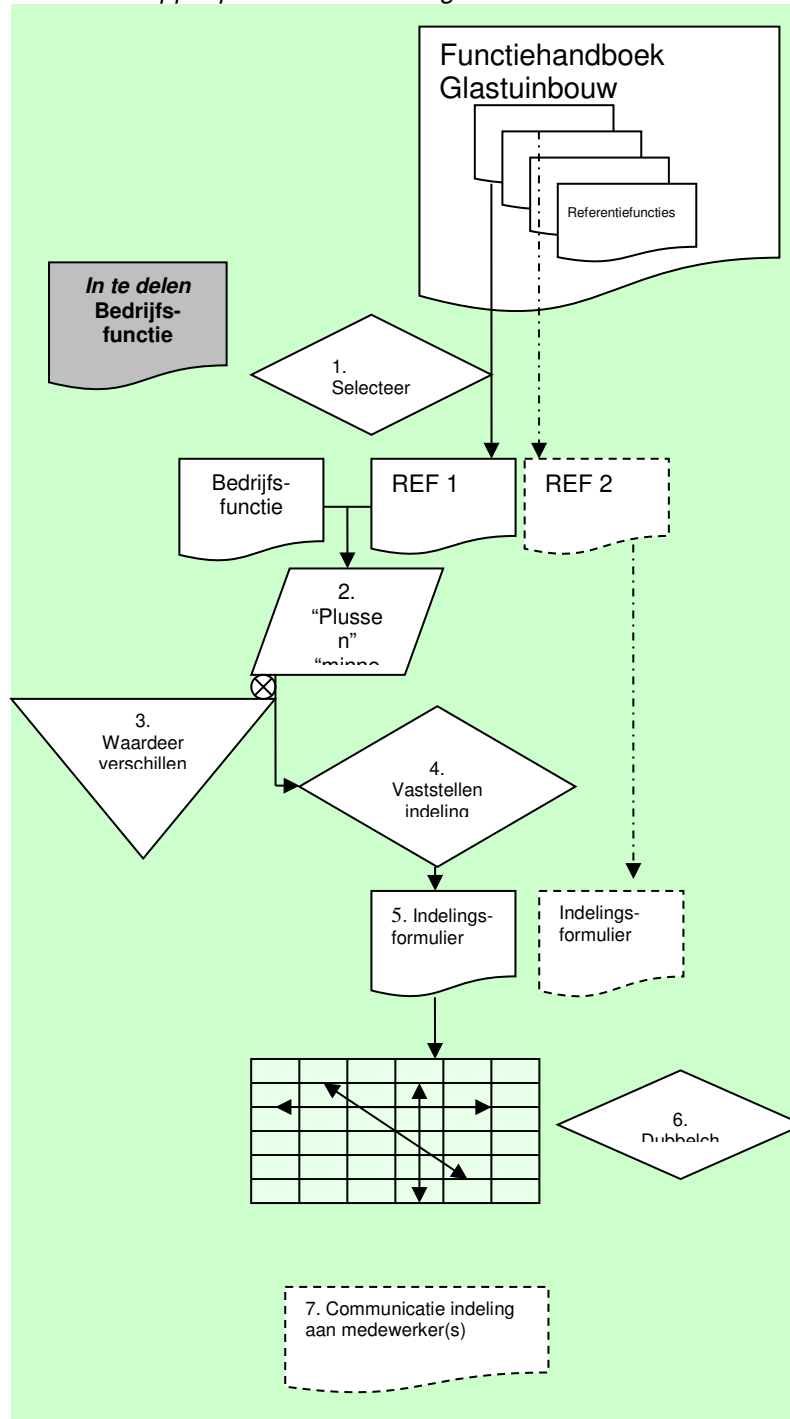 Functiehandboek
Glastuinbouw
Referentiefuncties
In te delen
Bedrijfs-
functie
1.
Selecteer
Bedrijfs-
functie
REF 1
REF 2
2.
“Plusse
n”
3.
Waardeer
verschillen
4.
Vaststellen
indeling
5. Indelings-
formulier
Indelings-
formulier
6.
7. Communicatie indeling
aan medewerker(s)